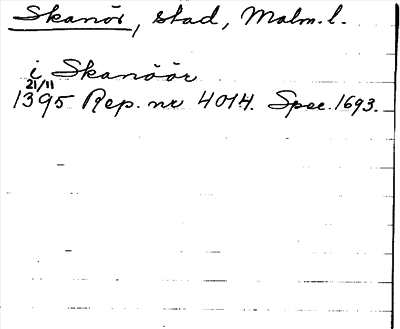 Skanör, stad, Malm. l.
i Skanöör
21/11
1395 Rep. nr 4014. Spec. 1693.